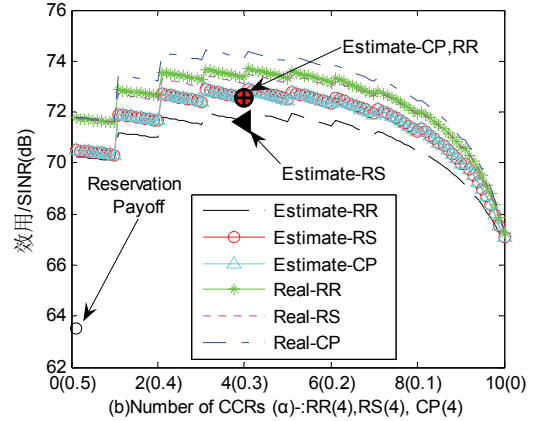 76
74
72
70
68
66
64
62
效用/SINR(dB)
Estimate-CP,RR
Estimate-RS
Reservation
Payoff
Estimate-RR
Estimate-RS
Estimate-CP
Real-RR
Real-RS
Real-CP
0(0.5) 2(0.4) 4(0.3) 6(0.2) 8(0.1) 10(0)
(b)Number of CCRs (α)-:RR(4),RS(4), CP(4)